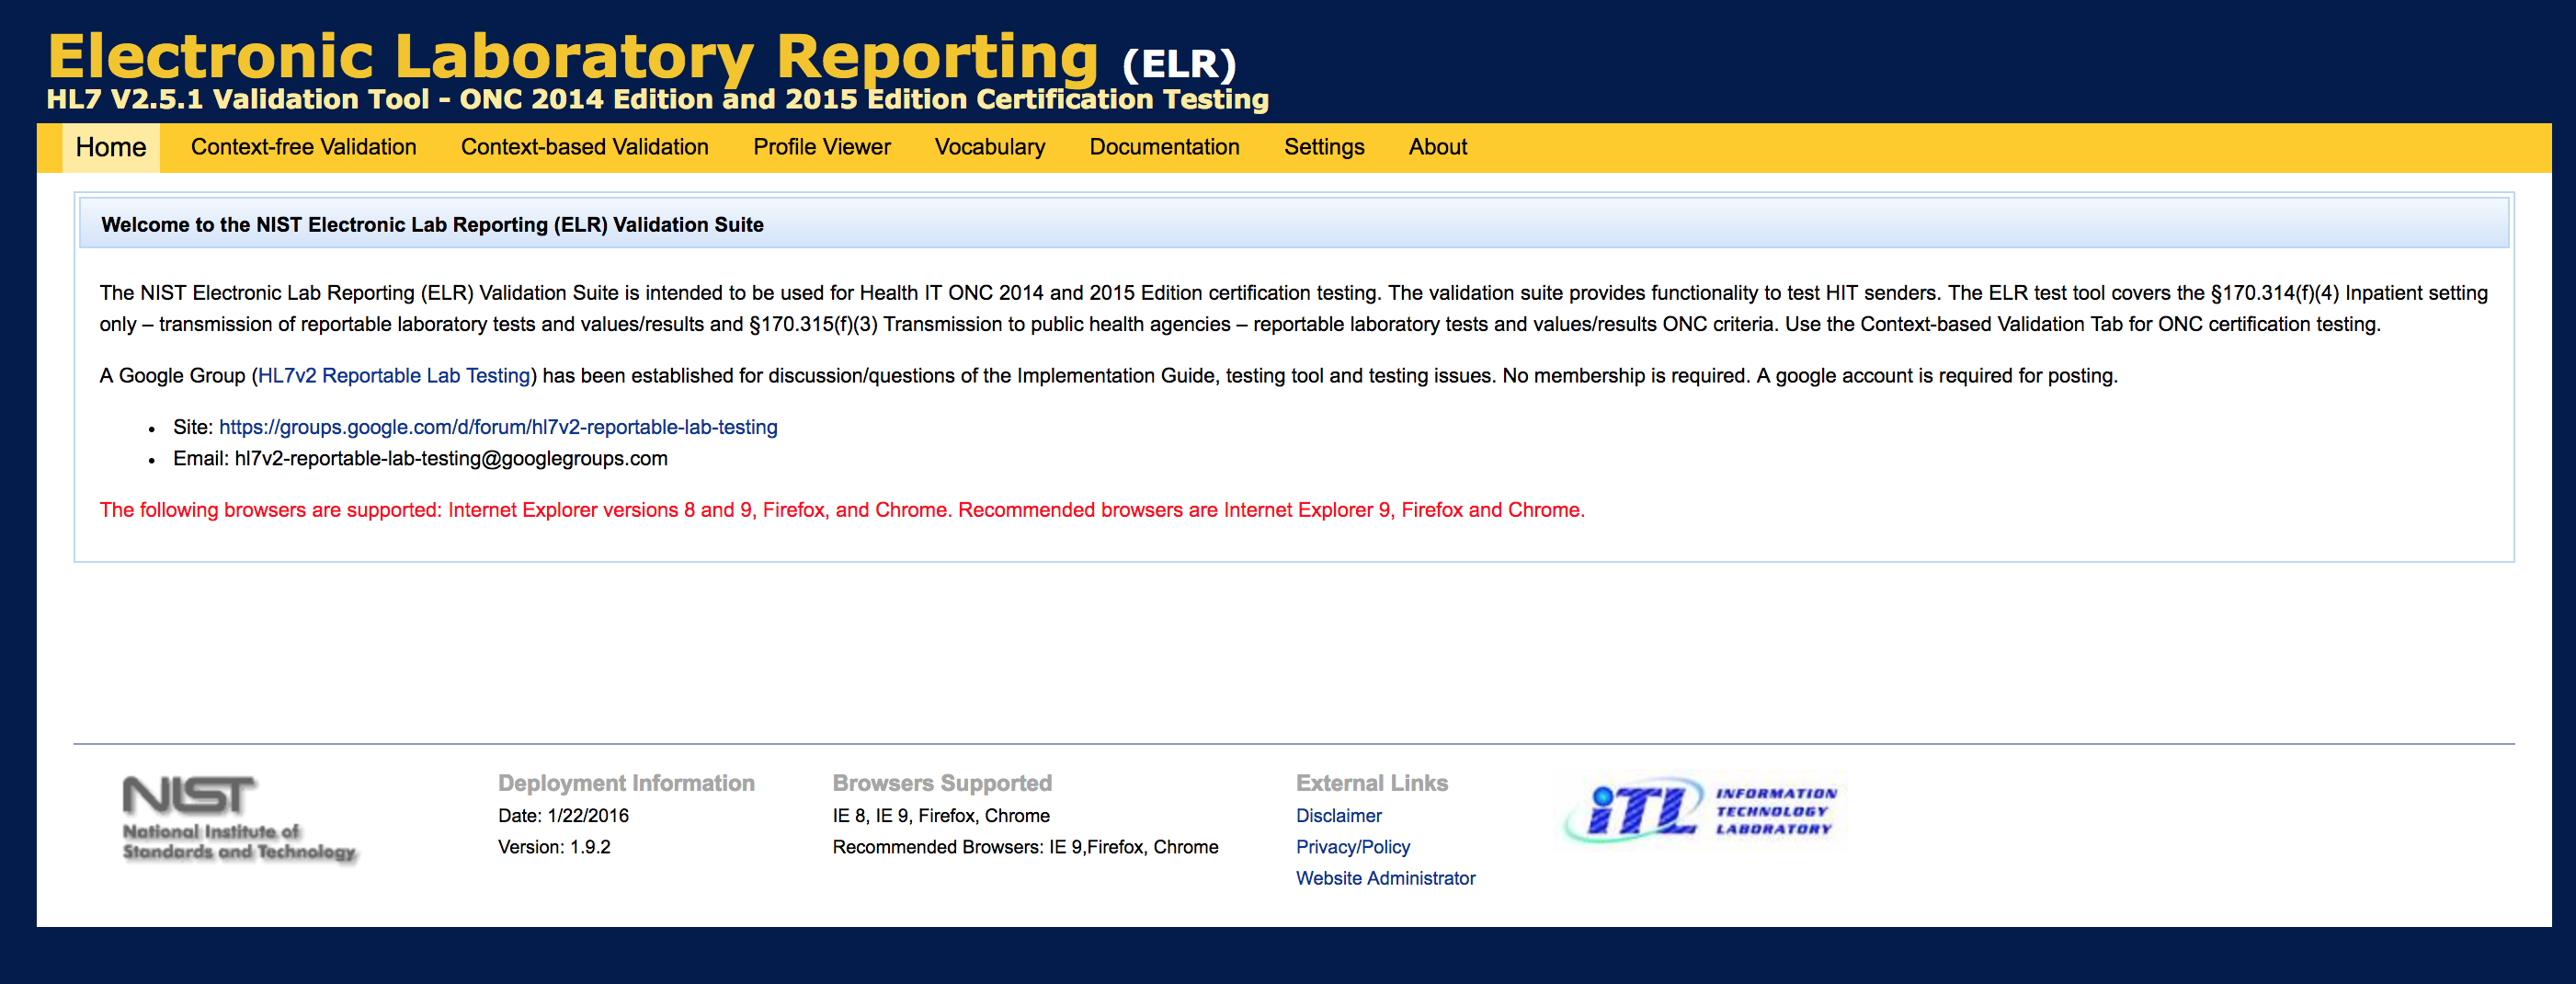 Electronic Laboratory Reporting (ELR)
HL7 V2.5.1 Validation Tool - ONC 2014 Edition and 2015 Edition Certification Testing
Home Context-free Validation Context-based Validation Profile Viewer Vocabulary Documentation Settings About
Welcome to the NIST Electronic Lab Reporting (ELR) Validation Suite
The NIST Electronic Lab Reporting (ELR) Validation Suite is intended to be used for Health IT ONC 2014 and 2015 Edition certification testing. The validation suite provides functionality to test HIT senders. The ELR test tool covers the §170.314(f)(4) Inpatient setting
only – transmission of reportable laboratory tests and values/results and §170.315(f)(3) Transmission to public health agencies – reportable laboratory tests and values/results ONC criteria. Use the Context-based Validation Tab for ONC certification testing.
A Google Group (HL7v2 Reportable Lab Testing) has been established for discussion/questions of the Implementation Guide, testing tool and testing issues. No membership is required. A google account is required for posting.
• Site: https://groups.google.com/d/forum/hl7v2-reportable-lab-testing
• Email: hl7v2-reportable-lab-testing@googlegroups.com
The following browsers are supported: Internet Explorer versions 8 and 9, Firefox, and Chrome. Recommended browsers are Internet Explorer 9, Firefox and Chrome.
NIST
National Institute of
Standards and Technology
Deployment Information
Date: 1/22/2016
Version: 1.9.2
Browsers Supported
IE 8, IE 9, Firefox, Chrome
Recommended Browsers: IE 9,Firefox, Chrome
External Links
Disclaimer
Privacy/Policy
Website Administrator
iTL
INFORMATION
TECHNOLOGY
LABORATORY